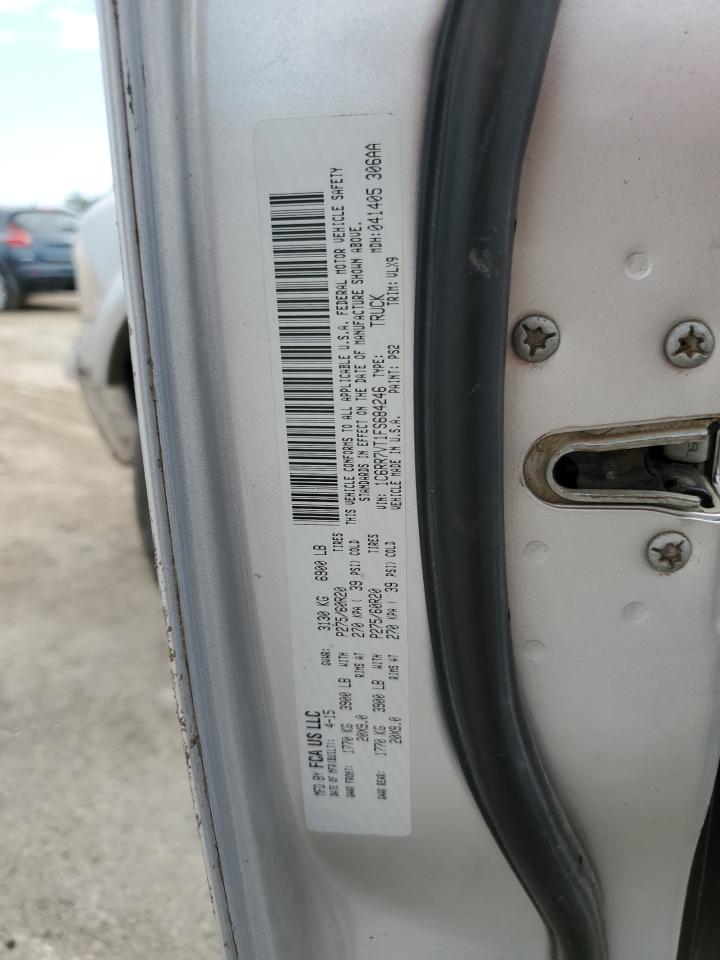 MFD BY FCA US LLC
DATE OF MFR(BUILT): 4-15 GVWR: 3130 KG 6900 LB
GAWR FRONT: 1770 KG 3900 LB WITH P275/60R20 TIRES
20X9.0 RIMS AT 270 KPA ( 39 PSI) COLD
GAWR REAR: 1770 KG 3900 LB WITH P275/60R20 TIRES
20X9.0 RIMS AT 270 KPA ( 39 PSI) COLD
THIS VEHICLE CONFORMS TO ALL APPLICABLE U.S.A. FEDERAL MOTOR VEHICLE SAFETY
STANDARDS IN EFFECT ON THE DATE OF MANUFACTURE SHOWN ABOVE.
VIN: 1C6RR7VT1FS684246 TYPE: TRUCK MDH:041405 306AA
VEHICLE MADE IN U.S.A. PAINT: PS2 TRIM: VLX9